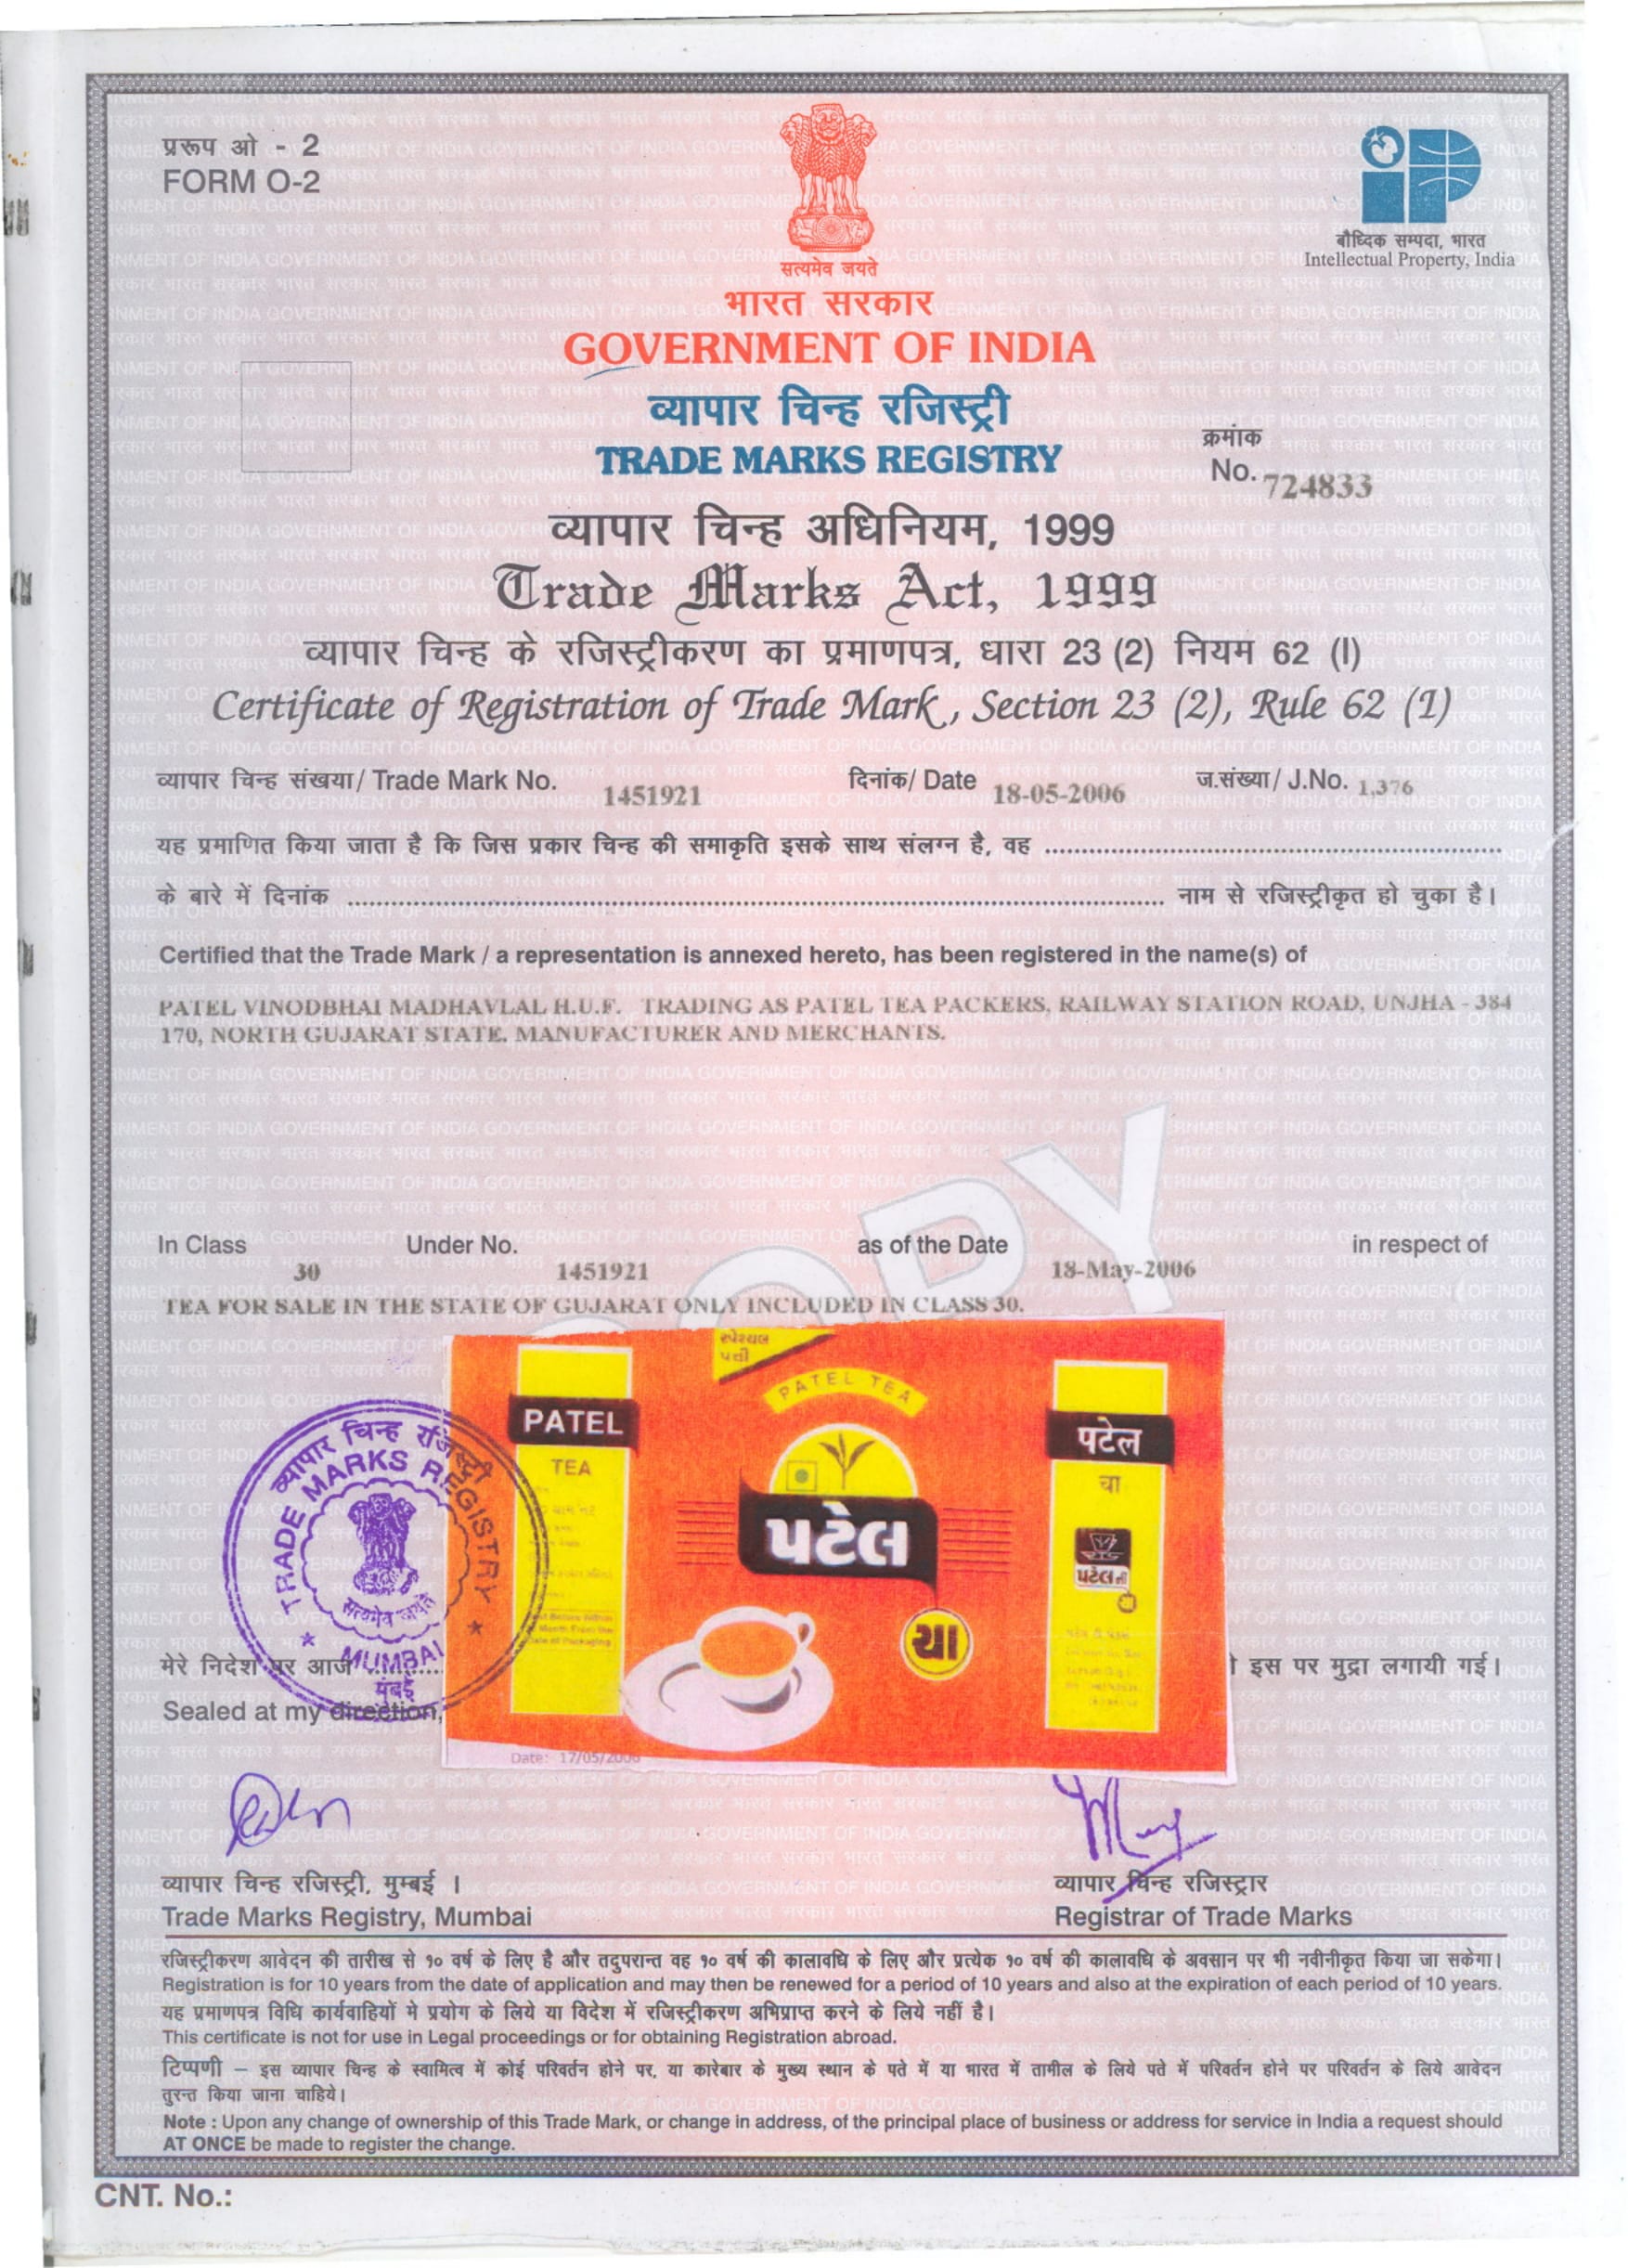 प्ररूप ओ - 2
FORM O-2
सत्यमेव जयते
बौध्दिक सम्पदा, भारत
Intellectual Property, India
भारत सरकार
GOVERNMENT OF INDIA
व्यापार चिन्ह रजिस्ट्री
TRADE MARKS REGISTRY
क्रमांक
No. 724833
व्यापार चिन्ह अधिनियम, 1999
Trade Marks Act, 1999
व्यापार चिन्ह के रजिस्ट्रीकरण का प्रमाणपत्र, धारा 23 (2) नियम 62 (I)
Certificate of Registration of Trade Mark, Section 23 (2), Rule 62 (1)
व्यापार चिन्ह संखया/ Trade Mark No. 1451921 दिनांक/ Date 18-05-2006 ज.संख्या/ J.No. 1,376
यह प्रमाणित किया जाता है कि जिस प्रकार चिन्ह की समाकृति इसके साथ संलग्न है, वह
के बारे में दिनांक नाम से रजिस्ट्रीकृत हो चुका है।
Certified that the Trade Mark / a representation is annexed hereto, has been registered in the name(s) of
PATEL VINODBHAI MADHAVLAL H.U.F. TRADING AS PATEL TEA PACKERS, RAILWAY STATION ROAD, UNJHA - 384
170, NORTH GUJARAT STATE. MANUFACTURER AND MERCHANTS.
COPY
In Class Under No. as of the Date in respect of
30 1451921 18-May-2006
TEA FOR SALE IN THE STATE OF GUJARAT ONLY INCLUDED IN CLASS 30.
સ્પેશ્યલ
પત્તી
PATEL TEA
PATEL
TEA
પટેલ
ચા
पटेल
चा
પટેલની
व्यापार चिन्ह रजिस्ट्री
TRADE MARKS REGISTRY
सत्यमेव जयते
MUMBAI
मुंबई
मेरे निदेश पर आज इस पर मुद्रा लगायी गई।
Sealed at my direction,
Date: 17/05/2006
व्यापार चिन्ह रजिस्ट्री, मुम्बई ।
Trade Marks Registry, Mumbai
व्यापार चिन्ह रजिस्ट्रार
Registrar of Trade Marks
रजिस्ट्रीकरण आवेदन की तारीख से १० वर्ष के लिए है और तदुपरान्त वह १० वर्ष की कालावधि के लिए और प्रत्येक १० वर्ष की कालावधि के अवसान पर भी नवीनीकृत किया जा सकेगा।
Registration is for 10 years from the date of application and may then be renewed for a period of 10 years and also at the expiration of each period of 10 years.
यह प्रमाणपत्र विधि कार्यवाहियों मे प्रयोग के लिये या विदेश में रजिस्ट्रीकरण अभिप्राप्त करने के लिये नहीं है।
This certificate is not for use in Legal proceedings or for obtaining Registration abroad.
टिप्पणी – इस व्यापार चिन्ह के स्वामित्व में कोई परिवर्तन होने पर, या कारेबार के मुख्य स्थान के पते में या भारत में तामील के लिये पते में परिवर्तन होने पर परिवर्तन के लिये आवेदन
तुरन्त किया जाना चाहिये।
Note : Upon any change of ownership of this Trade Mark, or change in address, of the principal place of business or address for service in India a request should
AT ONCE be made to register the change.
CNT. No.: